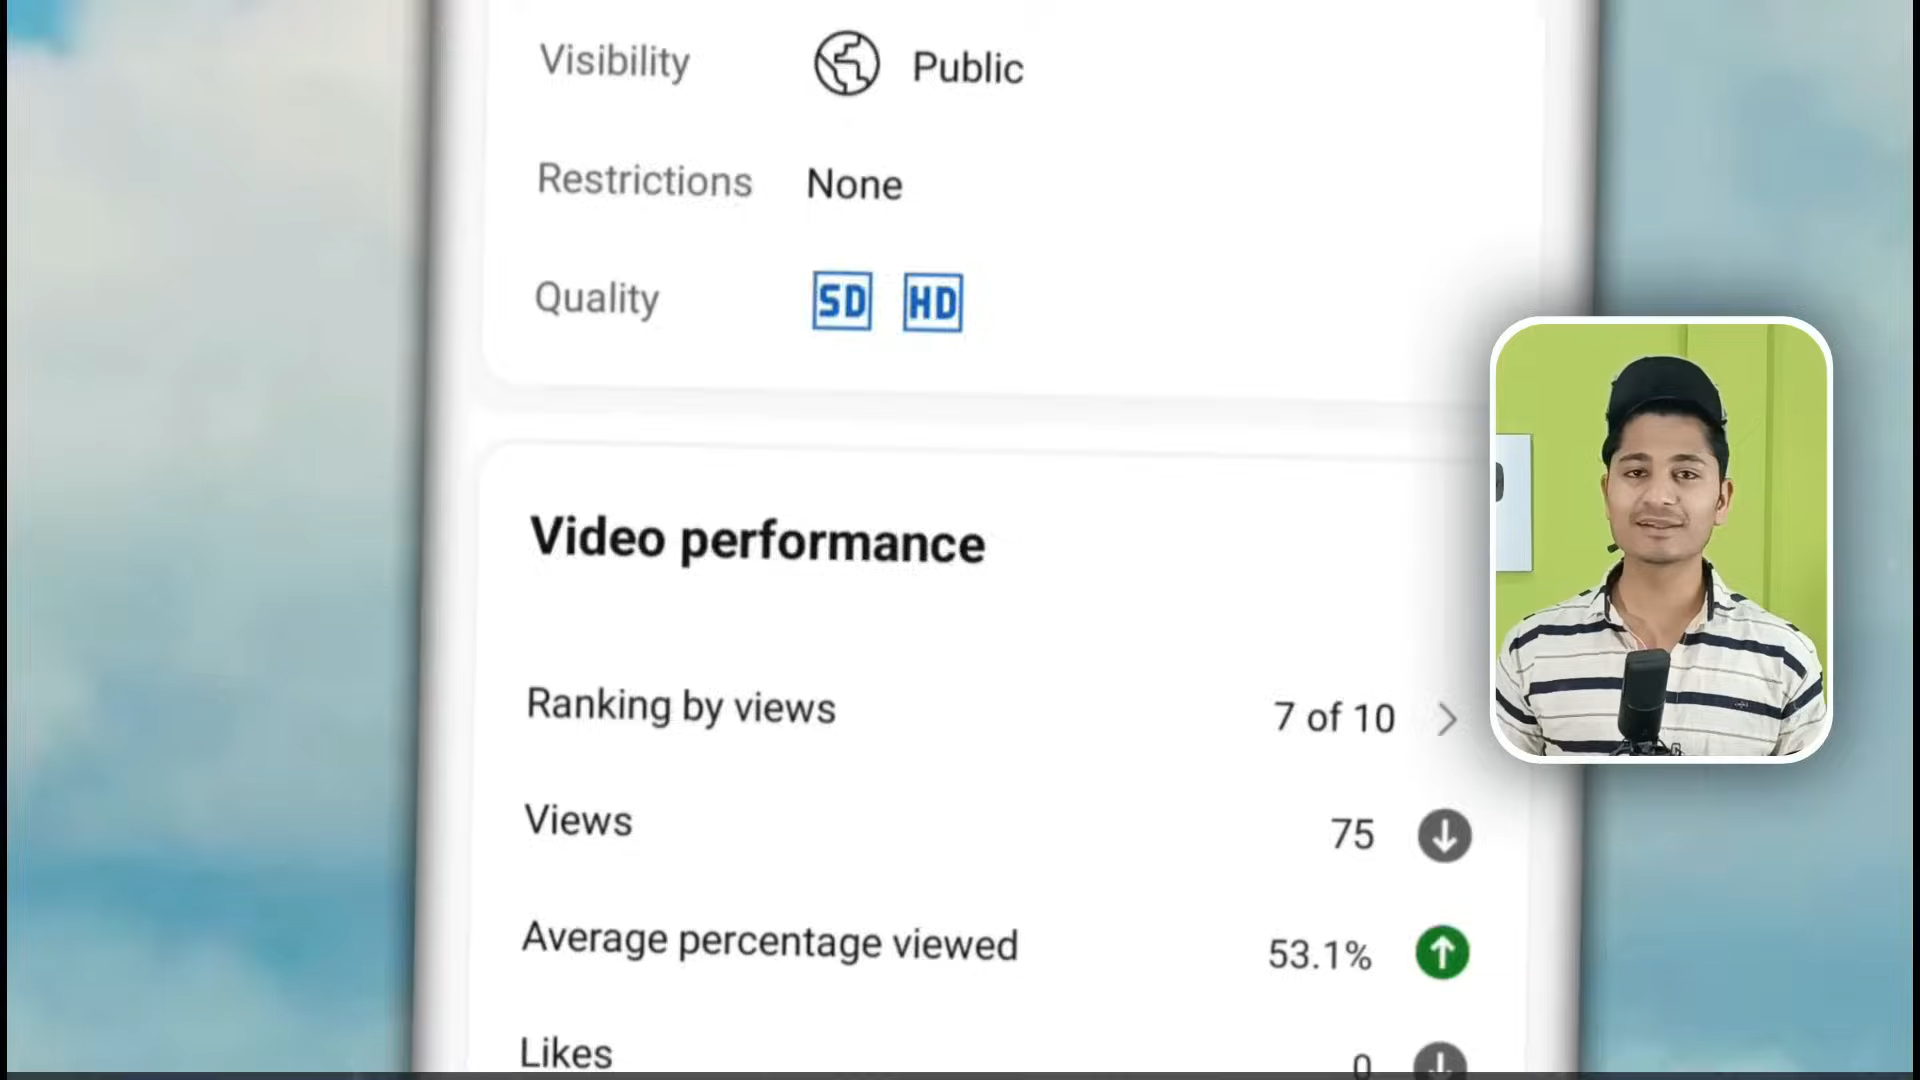 Visibility Public
Restrictions None
Quality SD HD
Video performance
Ranking by views 7 of 10
Views 75
Average percentage viewed 53.1%
Likes 0